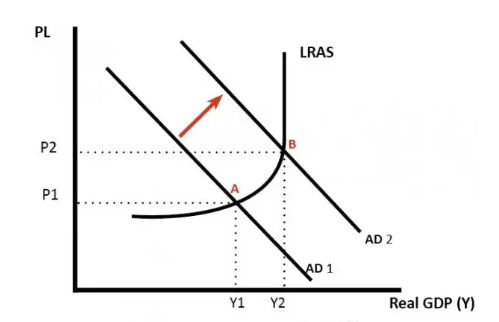 PL
LRAS
P2
B
P1
A
AD 2
AD 1
Y1
Y2
Real GDP (Y)